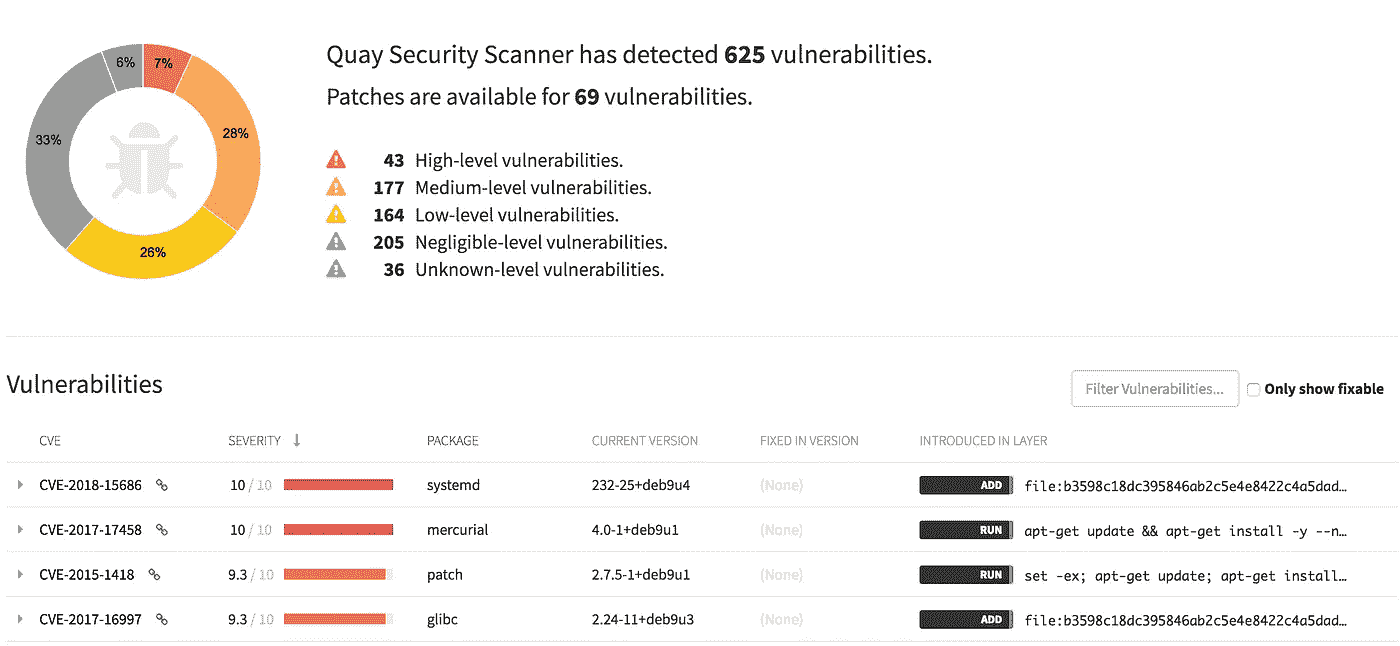 6%
7%
33%
28%
26%
Quay Security Scanner has detected 625 vulnerabilities.
Patches are available for 69 vulnerabilities.
43 High-level vulnerabilities.
177 Medium-level vulnerabilities.
164 Low-level vulnerabilities.
205 Negligible-level vulnerabilities.
36 Unknown-level vulnerabilities.
Vulnerabilities
Filter Vulnerabilities... Only show fixable
CVE SEVERITY ↓ PACKAGE CURRENT VERSION FIXED IN VERSION INTRODUCED IN LAYER
CVE-2018-15686 10 / 10 systemd 232-25+deb9u4 (None) ADD file:b3598c18dc395846ab2c5e4e8422c4a5dad…
CVE-2017-17458 10 / 10 mercurial 4.0-1+deb9u1 (None) RUN apt-get update && apt-get install -y --n…
CVE-2015-1418 9.3 / 10 patch 2.7.5-1+deb9u1 (None) RUN set -ex; apt-get update; apt-get install…
CVE-2017-16997 9.3 / 10 glibc 2.24-11+deb9u3 (None) ADD file:b3598c18dc395846ab2c5e4e8422c4a5dad…